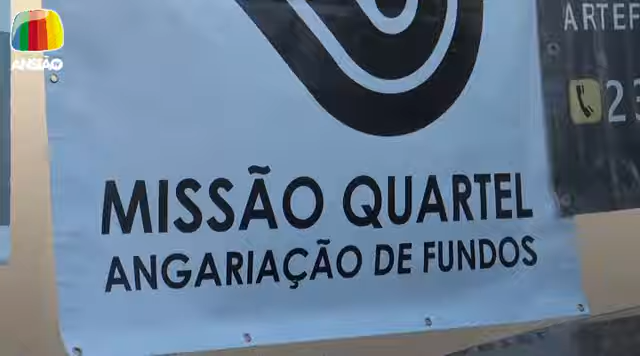 ANSIÃO
MISSÃO QUARTEL
ANGARIAÇÃO DE FUNDOS
ARTEF
23